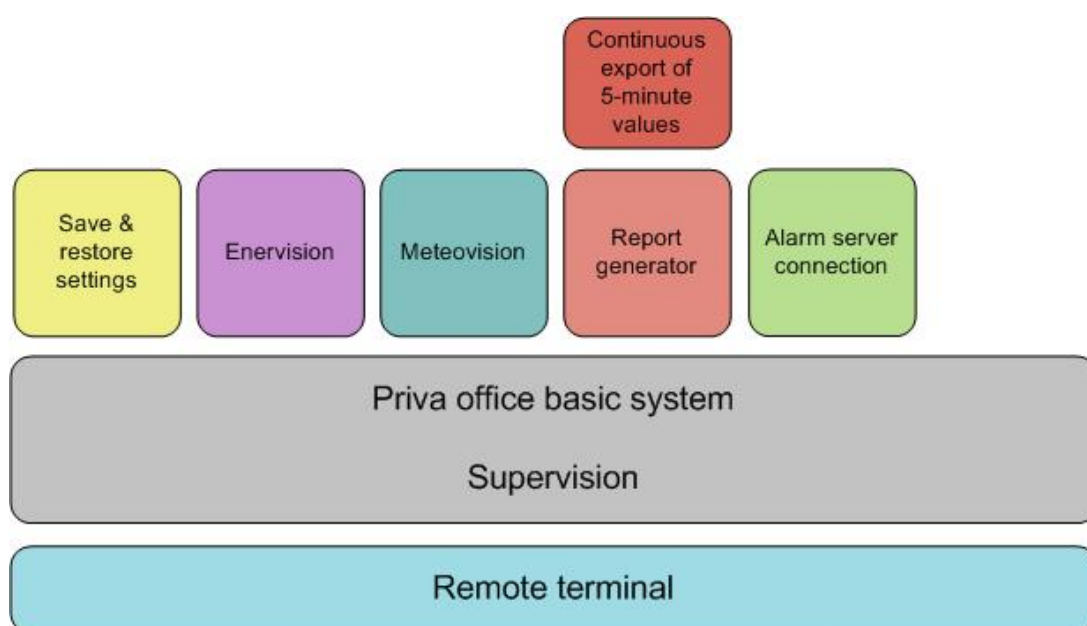 Continuous
export of
5-minute
values
Save &
restore
settings
Enervision
Meteovision
Report
generator
Alarm server
connection
Priva office basic system
Supervision
Remote terminal